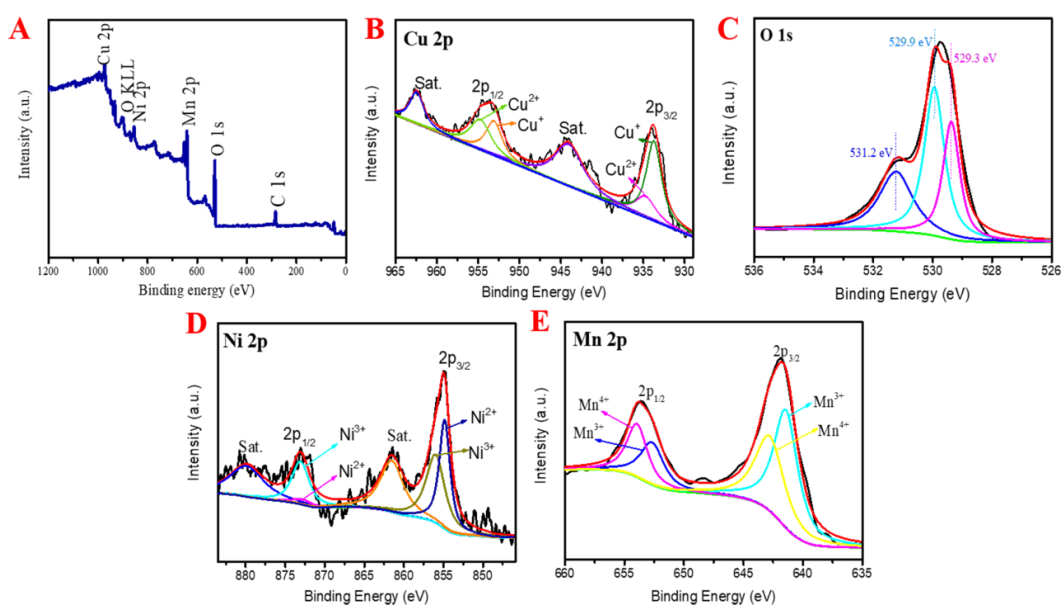 A
Cu 2p
O KLL
Ni 2p
Mn 2p
O 1s
C 1s
Intensity (a.u.)
1200 1000 800 600 400 200 0
Binding energy (eV)
B
Cu 2p
Sat.
2p1/2
Cu2+
Cu+
Sat.
2p3/2
Cu+
Cu2+
Intensity (a.u.)
965 960 955 950 945 940 935 930
Binding Energy (eV)
C
O 1s
529.9 eV
529.3 eV
531.2 eV
Intensity (a.u.)
536 534 532 530 528 526
Binding Energy (eV)
D
Ni 2p
2p3/2
Ni2+
Ni3+
Sat.
2p1/2
Ni3+
Ni2+
Sat.
Intensity (a.u.)
880 875 870 865 860 855 850
Binding Energy (eV)
E
Mn 2p
2p3/2
2p1/2
Mn4+
Mn3+
Mn3+
Mn4+
Intensity (a.u.)
660 655 650 645 640 635
Binding Energy (eV)